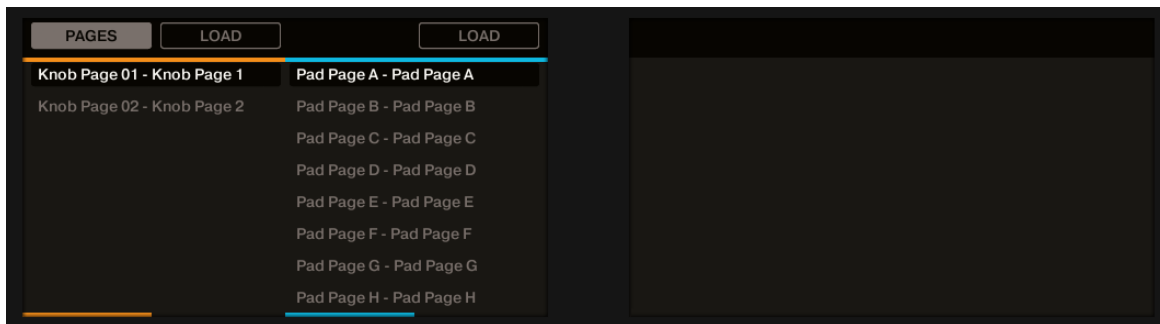 PAGES LOAD LOAD
Knob Page 01 - Knob Page 1
Knob Page 02 - Knob Page 2
Pad Page A - Pad Page A
Pad Page B - Pad Page B
Pad Page C - Pad Page C
Pad Page D - Pad Page D
Pad Page E - Pad Page E
Pad Page F - Pad Page F
Pad Page G - Pad Page G
Pad Page H - Pad Page H